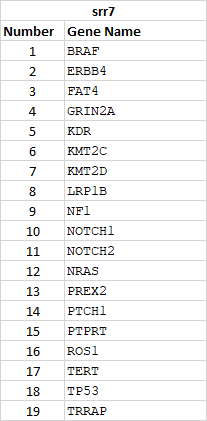 srr7
Number Gene Name
1 BRAF
2 ERBB4
3 FAT4
4 GRIN2A
5 KDR
6 KMT2C
7 KMT2D
8 LRP1B
9 NF1
10 NOTCH1
11 NOTCH2
12 NRAS
13 PREX2
14 PTCH1
15 PTPRT
16 ROS1
17 TERT
18 TP53
19 TRRAP